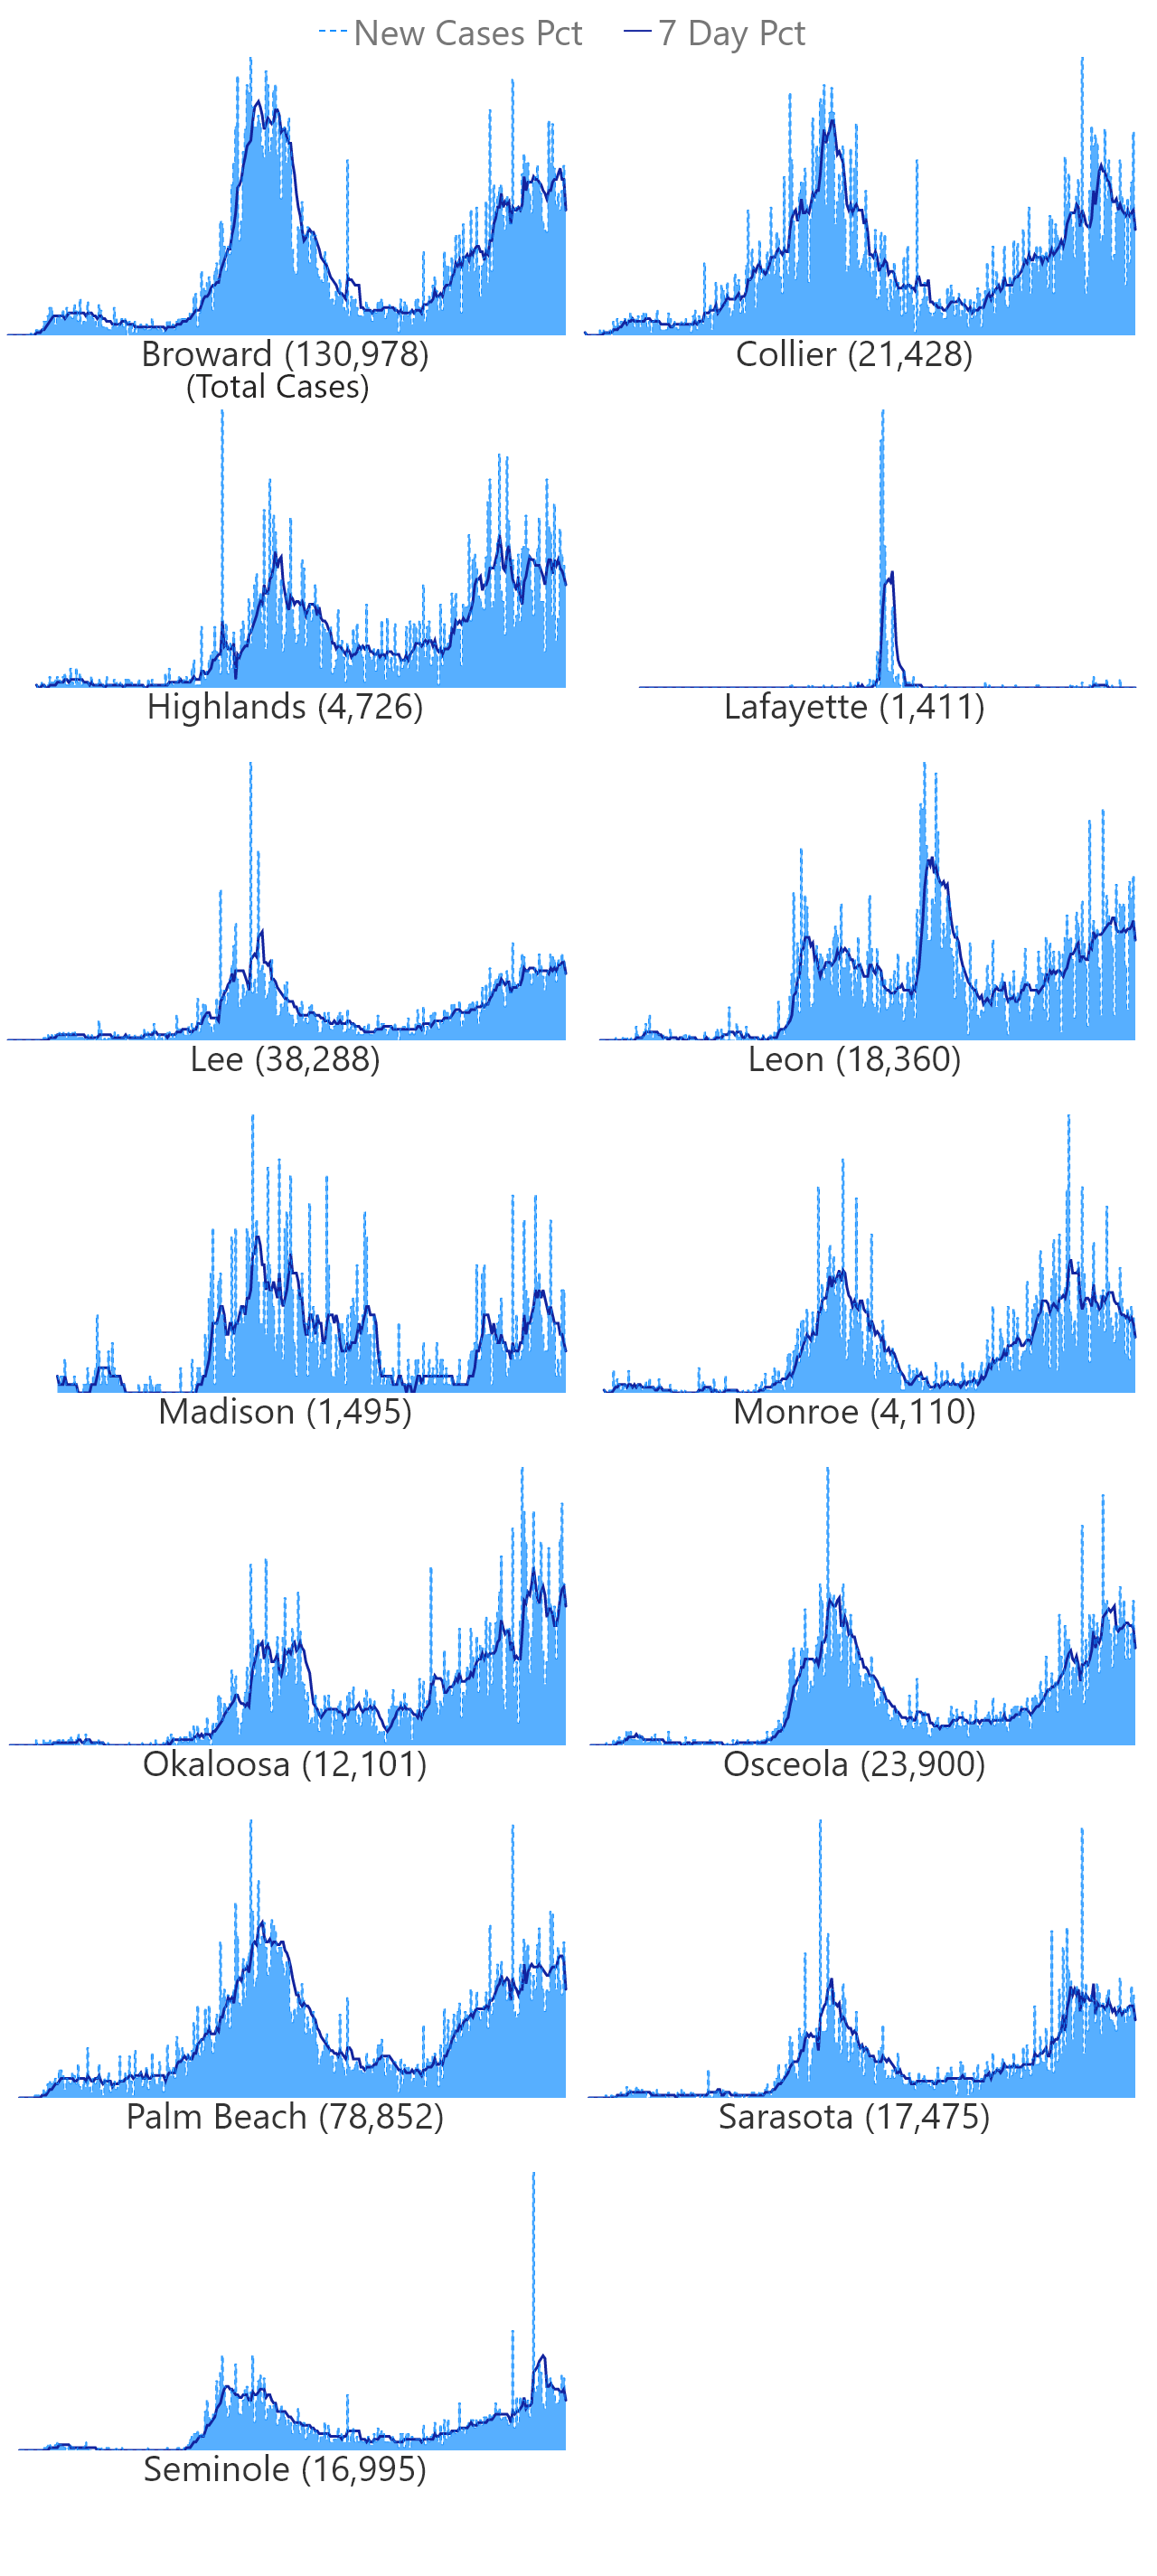 New Cases Pct 7 Day Pct
Broward (130,978) Collier (21,428)
(Total Cases)
Highlands (4,726) Lafayette (1,411)
Lee (38,288) Leon (18,360)
Madison (1,495) Monroe (4,110)
Okaloosa (12,101) Osceola (23,900)
Palm Beach (78,852) Sarasota (17,475)
Seminole (16,995)